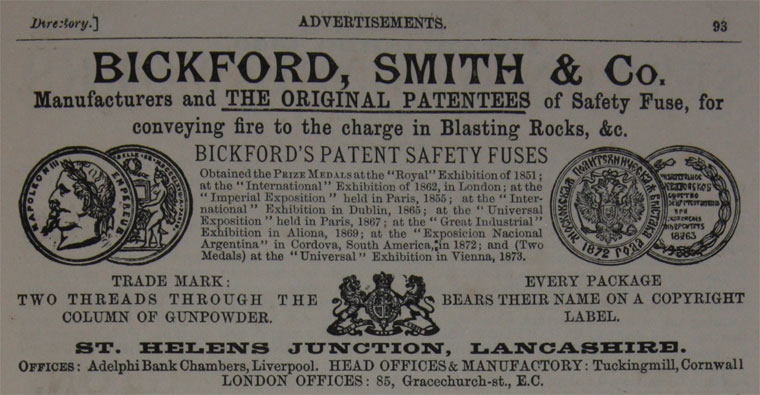 Directory.]
ADVERTISEMENTS.
93
BICKFORD, SMITH & Co.
Manufacturers and THE ORIGINAL PATENTEES of Safety Fuse, for
conveying fire to the charge in Blasting Rocks, &c.
BICKFORD'S PATENT SAFETY FUSES
Obtained the PRIZE MEDALS at the "Royal" Exhibition of 1851;
at the "International" Exhibition of 1862, in London; at the
"Imperial Exposition" held in Paris, 1855; at the "Inter-
national" Exhibition in Dublin, 1865; at the "Universal
Exposition" held in Paris, 1867; at the "Great Industrial"
Exhibition in Aliona, 1869; at the "Exposicion Nacional
Argentina" in Cordova, South America, in 1872; and (Two
Medals) at the "Universal" Exhibition in Vienna, 1873.
NAPOLEON III
EMPEREUR
1872 ГОДА
TRADE MARK:
TWO THREADS THROUGH THE
COLUMN OF GUNPOWDER.
EVERY PACKAGE
BEARS THEIR NAME ON A COPYRIGHT
LABEL.
ST. HELENS JUNCTION, LANCASHIRE.
OFFICES: Adelphi Bank Chambers, Liverpool. HEAD OFFICES & MANUFACTORY: Tuckingmill, Cornwall
LONDON OFFICES: 85, Gracechurch-st., E.C.